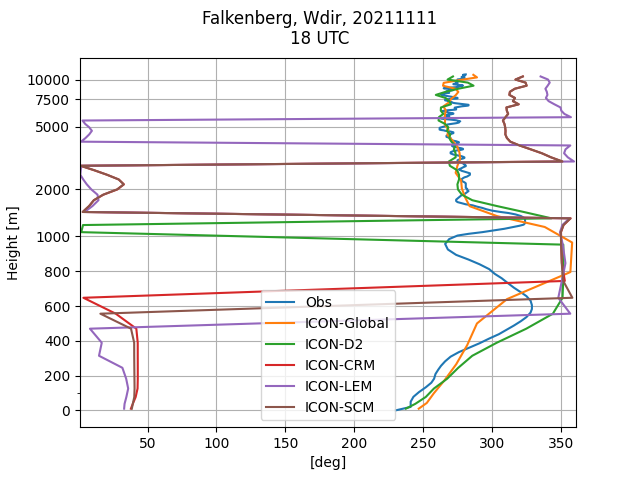 Falkenberg, Wdir, 20211111
18 UTC
Height [m]
10000
7500
5000
2000
1000
800
600
400
200
0
Obs
ICON-Global
ICON-D2
ICON-CRM
ICON-LEM
ICON-SCM
50 100 150 200 250 300 350
[deg]